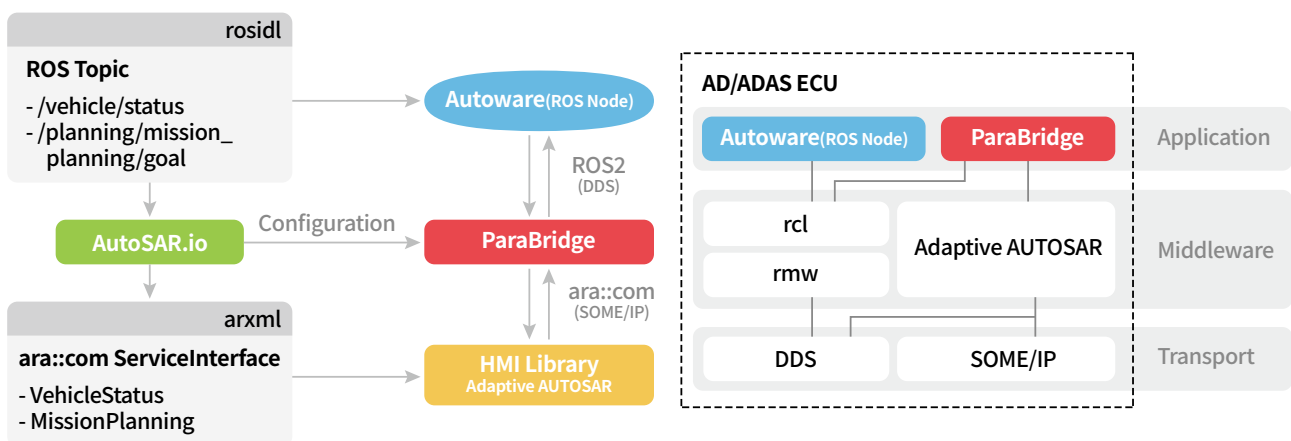 rosidl
ROS Topic
- /vehicle/status
- /planning/mission_
planning/goal
AutoSAR.io
Configuration
arxml
ara::com ServiceInterface
- VehicleStatus
- MissionPlanning
Autoware(ROS Node)
ROS2
(DDS)
ParaBridge
ara::com
(SOME/IP)
HMI Library
Adaptive AUTOSAR
AD/ADAS ECU
Autoware(ROS Node)
ParaBridge
Application
rcl
rmw
Adaptive AUTOSAR
Middleware
DDS
SOME/IP
Transport